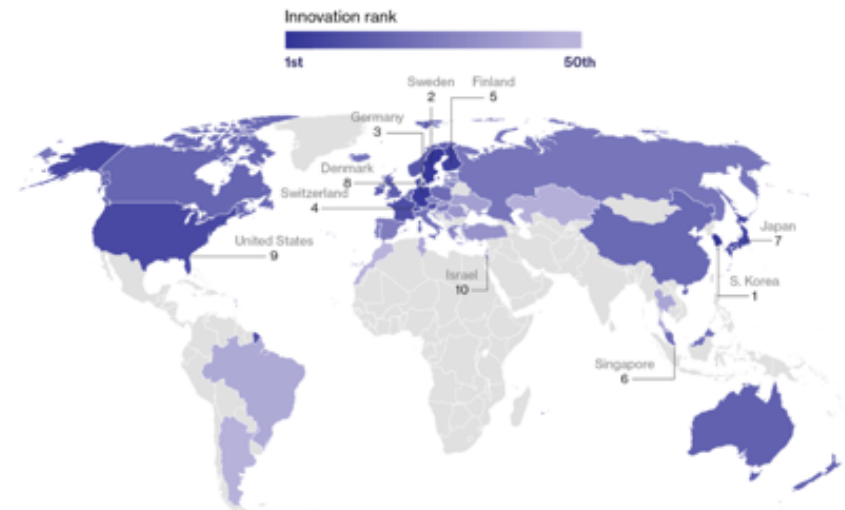 Innovation rank
1st 50th
Sweden Finland
2 5
Germany
3
Denmark
8
Switzerland
4
United States
9
Israel
10
Japan
7
S. Korea
1
Singapore
6